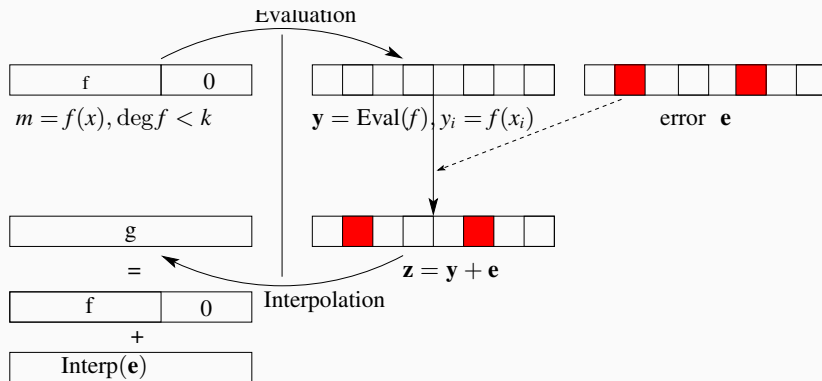 Evaluation
f 0
m = f(x), deg f < k
y = Eval(f), y_i = f(x_i)
error e
g
=
z = y + e
Interpolation
f 0
+
Interp(e)